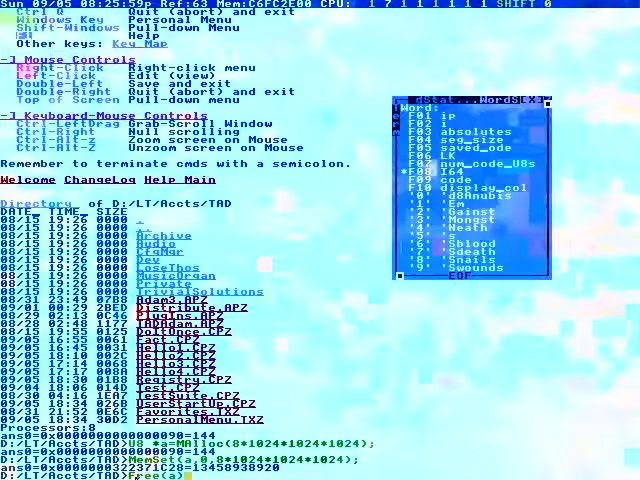 Sun 09/05 08:25:59p Ref:63 Mem:C6FC2E00 CPU: 1 7 1 1 1 1 1 1 SHIFT 0
Ctrl Q Quit (abort) and exit
Windows Key Personal Menu
Shift-Windows Pull-down Menu
Help
Other keys: Key Map
-] Mouse Controls
Right-Click Right-click menu
Left-Click Edit (view)
Double-Left Save and exit
Double-Right Quit (abort) and exit
Top of Screen Pull-down menu
-] Keyboard-Mouse Controls
Ctrl-LeftDrag Grab-Scroll Window
Ctrl-Right Null scrolling
Ctrl-Alt-z Zoom screen on Mouse
Ctrl-Alt-Z Unzoom screen on Mouse
Remember to terminate cmds with a semicolon.
Welcome ChangeLog Help Main
Directory of D:/LT/Accts/TAD
DATE_ TIME_ SIZE
08/15 19:26 0000 .
08/15 19:26 0000 ..
08/15 19:26 0000 Archive
08/15 19:26 0000 Audio
08/15 19:26 0000 CfgMgr
08/15 19:26 0000 Dev
08/15 19:26 0000 LoseThos
08/15 19:26 0000 MusicOrgan
08/15 19:26 0000 Private
08/15 19:26 0000 TrivialSolutions
08/31 23:49 07B8 Adam3.APZ
09/01 00:29 2BED Distribute.APZ
08/29 02:13 0C46 PlugIns.APZ
08/28 02:48 1177 TADAdam.APZ
08/15 19:55 0125 DoItOnce.CPZ
09/05 16:55 0061 Fact.CPZ
09/05 16:45 0031 Hello1.CPZ
09/05 18:10 002C Hello2.CPZ
09/05 17:14 0068 Hello3.CPZ
09/05 17:17 008A Hello4.CPZ
09/05 18:30 01B8 Registry.CPZ
09/04 18:06 014D Test.CPZ
08/30 04:16 1EA7 TestSuite.CPZ
09/05 18:34 026B UserStartUp.CPZ
08/31 21:52 0E6C Favorites.TXZ
09/05 18:34 30D2 PersonalMenu.TXZ
Processors:8
ans0=0x0000000000000090=144
D:/LT/Accts/TAD>U8 *a=MAlloc(8*1024*1024*1024);
ans0=0x0000000000000090=144
D:/LT/Accts/TAD>MemSet(a,0,8*1024*1024*1024);
ans0=0x0000000322371C28=13458938920
D:/LT/Accts/TAD>Free(a)
dStat...WordS[X]
Word:
F01 ip
F02 i
F03 absolutes
F04 seg_size
F05 saved_ode
F06 LK
F07 num_code_U8s
*F08 I64
F09 code
F10 display_col
'0' 'd8Anubis
'1' 'Em
'2' 'Gainst
'3' 'Mongst
'4' 'Neath
'5' 's
'6' 'Sblood
'7' 'Sdeath
'8' 'Snails
'9' 'Swounds
EOF